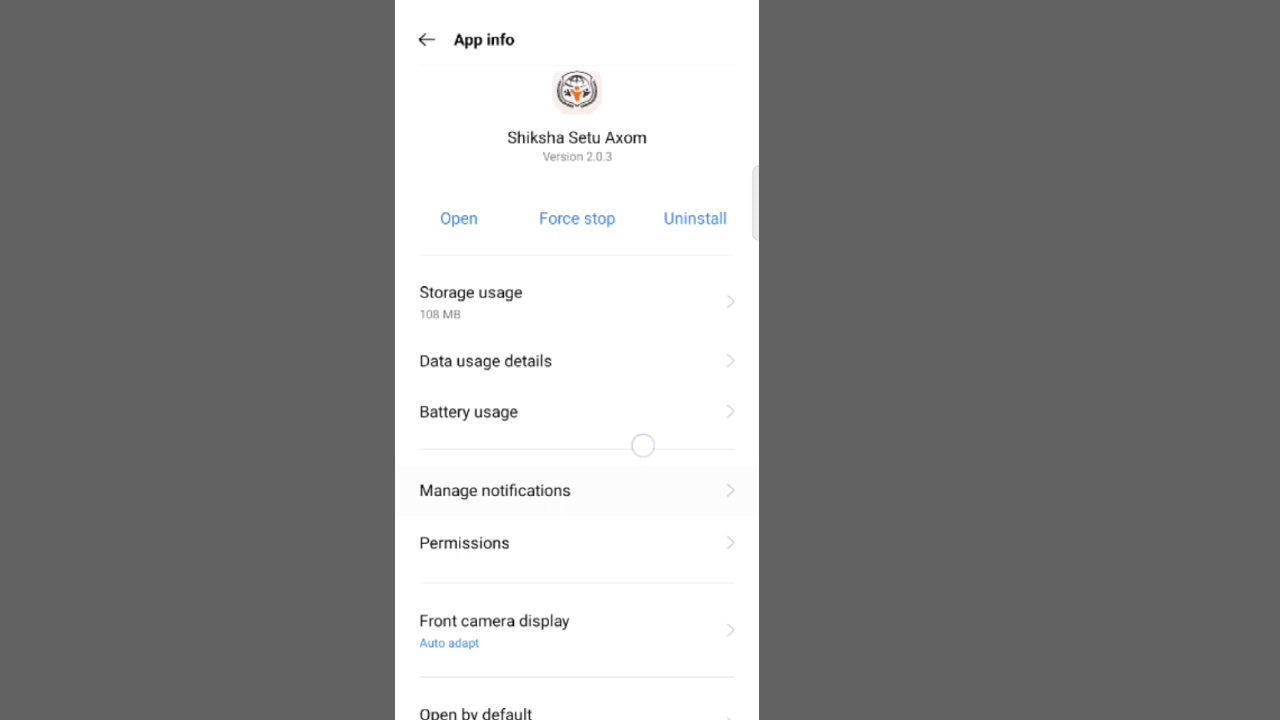 App info
Shiksha Setu Axom
Version 2.0.3
Open Force stop Uninstall
Storage usage
108 MB
Data usage details
Battery usage
Manage notifications
Permissions
Front camera display
Auto adapt
Open by default